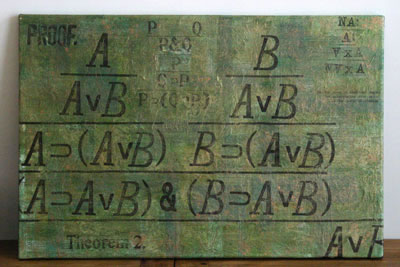 PROOF.
A
AvB
A⊃(AvB)
P Q
P&Q
P
Q⊃P
P⊃(Q⊃P)
B
AvB
B⊃(AvB)
(A⊃AvB) & (B⊃AvB)
Theorem 2.
AvB